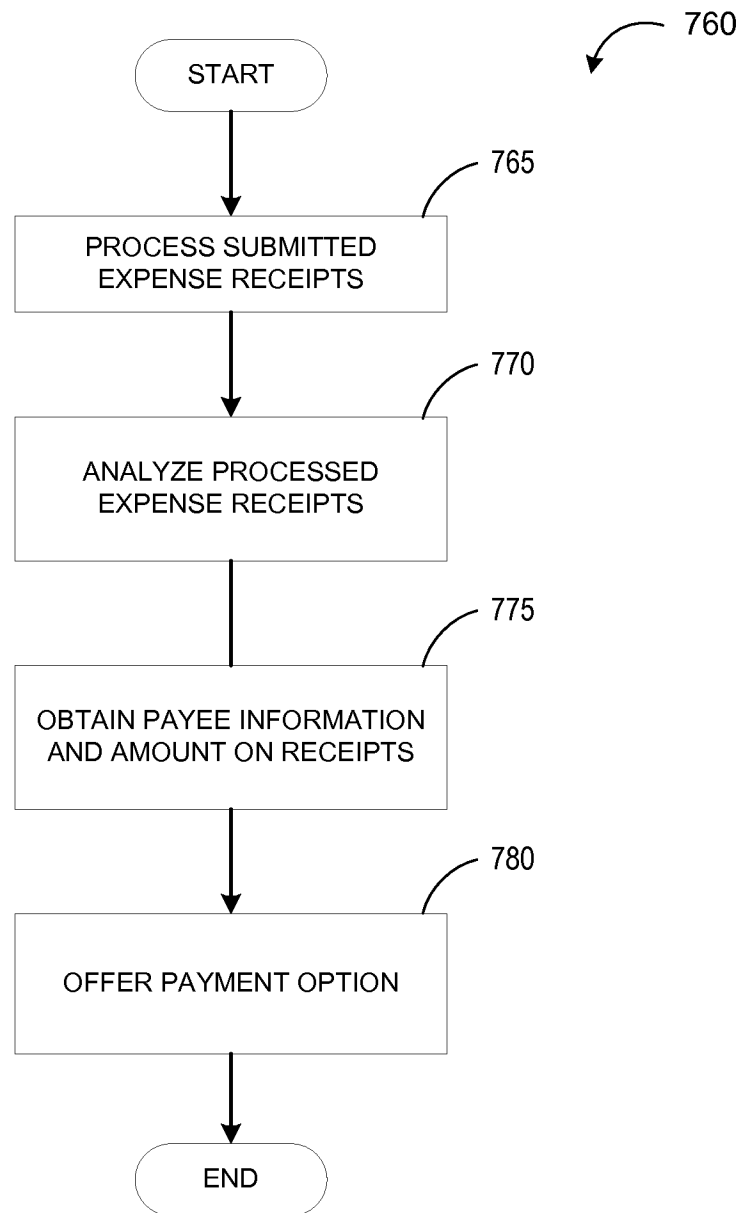 760
START
765
PROCESS SUBMITTED
EXPENSE RECEIPTS
770
ANALYZE PROCESSED
EXPENSE RECEIPTS
775
OBTAIN PAYEE INFORMATION
AND AMOUNT ON RECEIPTS
780
OFFER PAYMENT OPTION
END